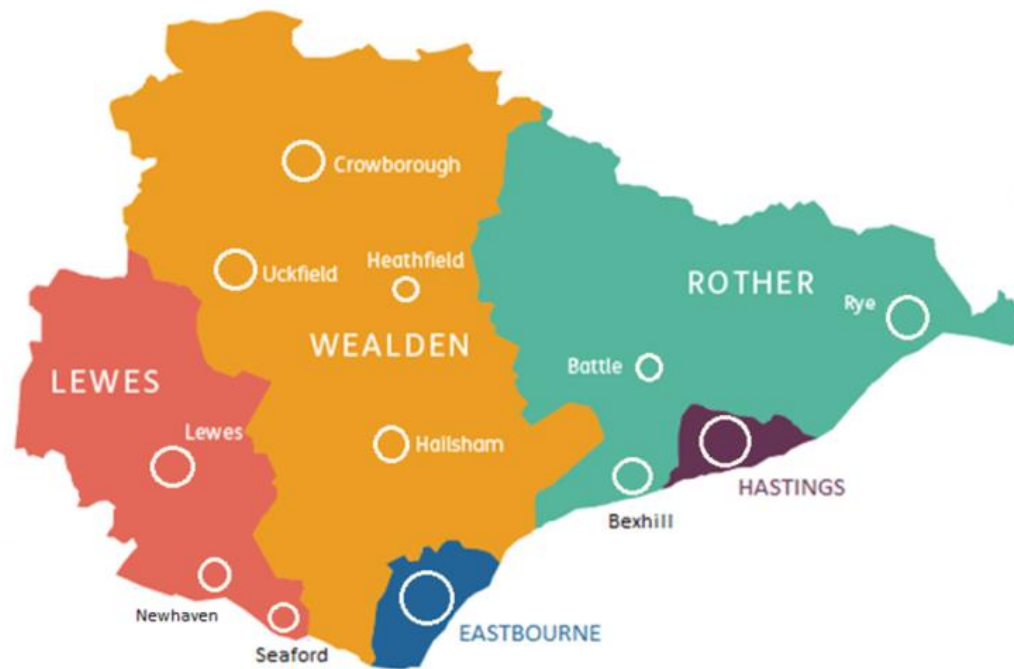 Crowborough
Uckfield
Heathfield
ROTHER
Rye
WEALDEN
Battle
LEWES
Lewes
Hailsham
HASTINGS
Bexhill
Newhaven
EASTBOURNE
Seaford